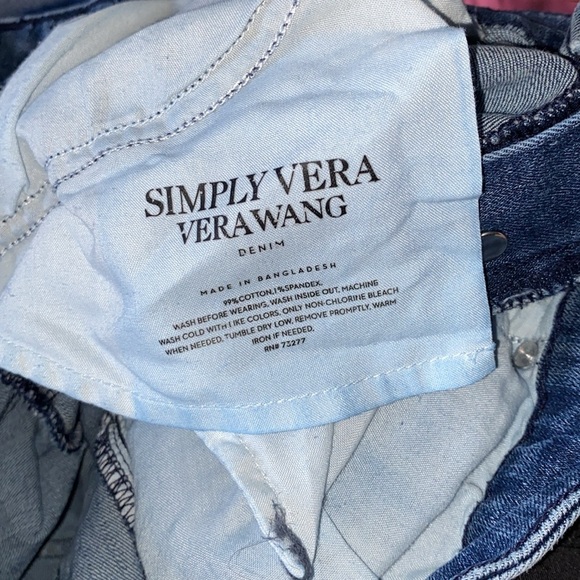 SIMPLY VERA
VERA WANG
DENIM
MADE IN BANGLADESH
99% COTTON,1%SPANDEX.
WASH BEFORE WEARING, WASH INSIDE OUT, MACHING
WASH COLD WITH LIKE COLORS, ONLY NON-CHLORINE BLEACH
WHEN NEEDED, TUMBLE DRY LOW, REMOVE PROMPTLY, WARM
IRON IF NEEDED,
RN# 73277